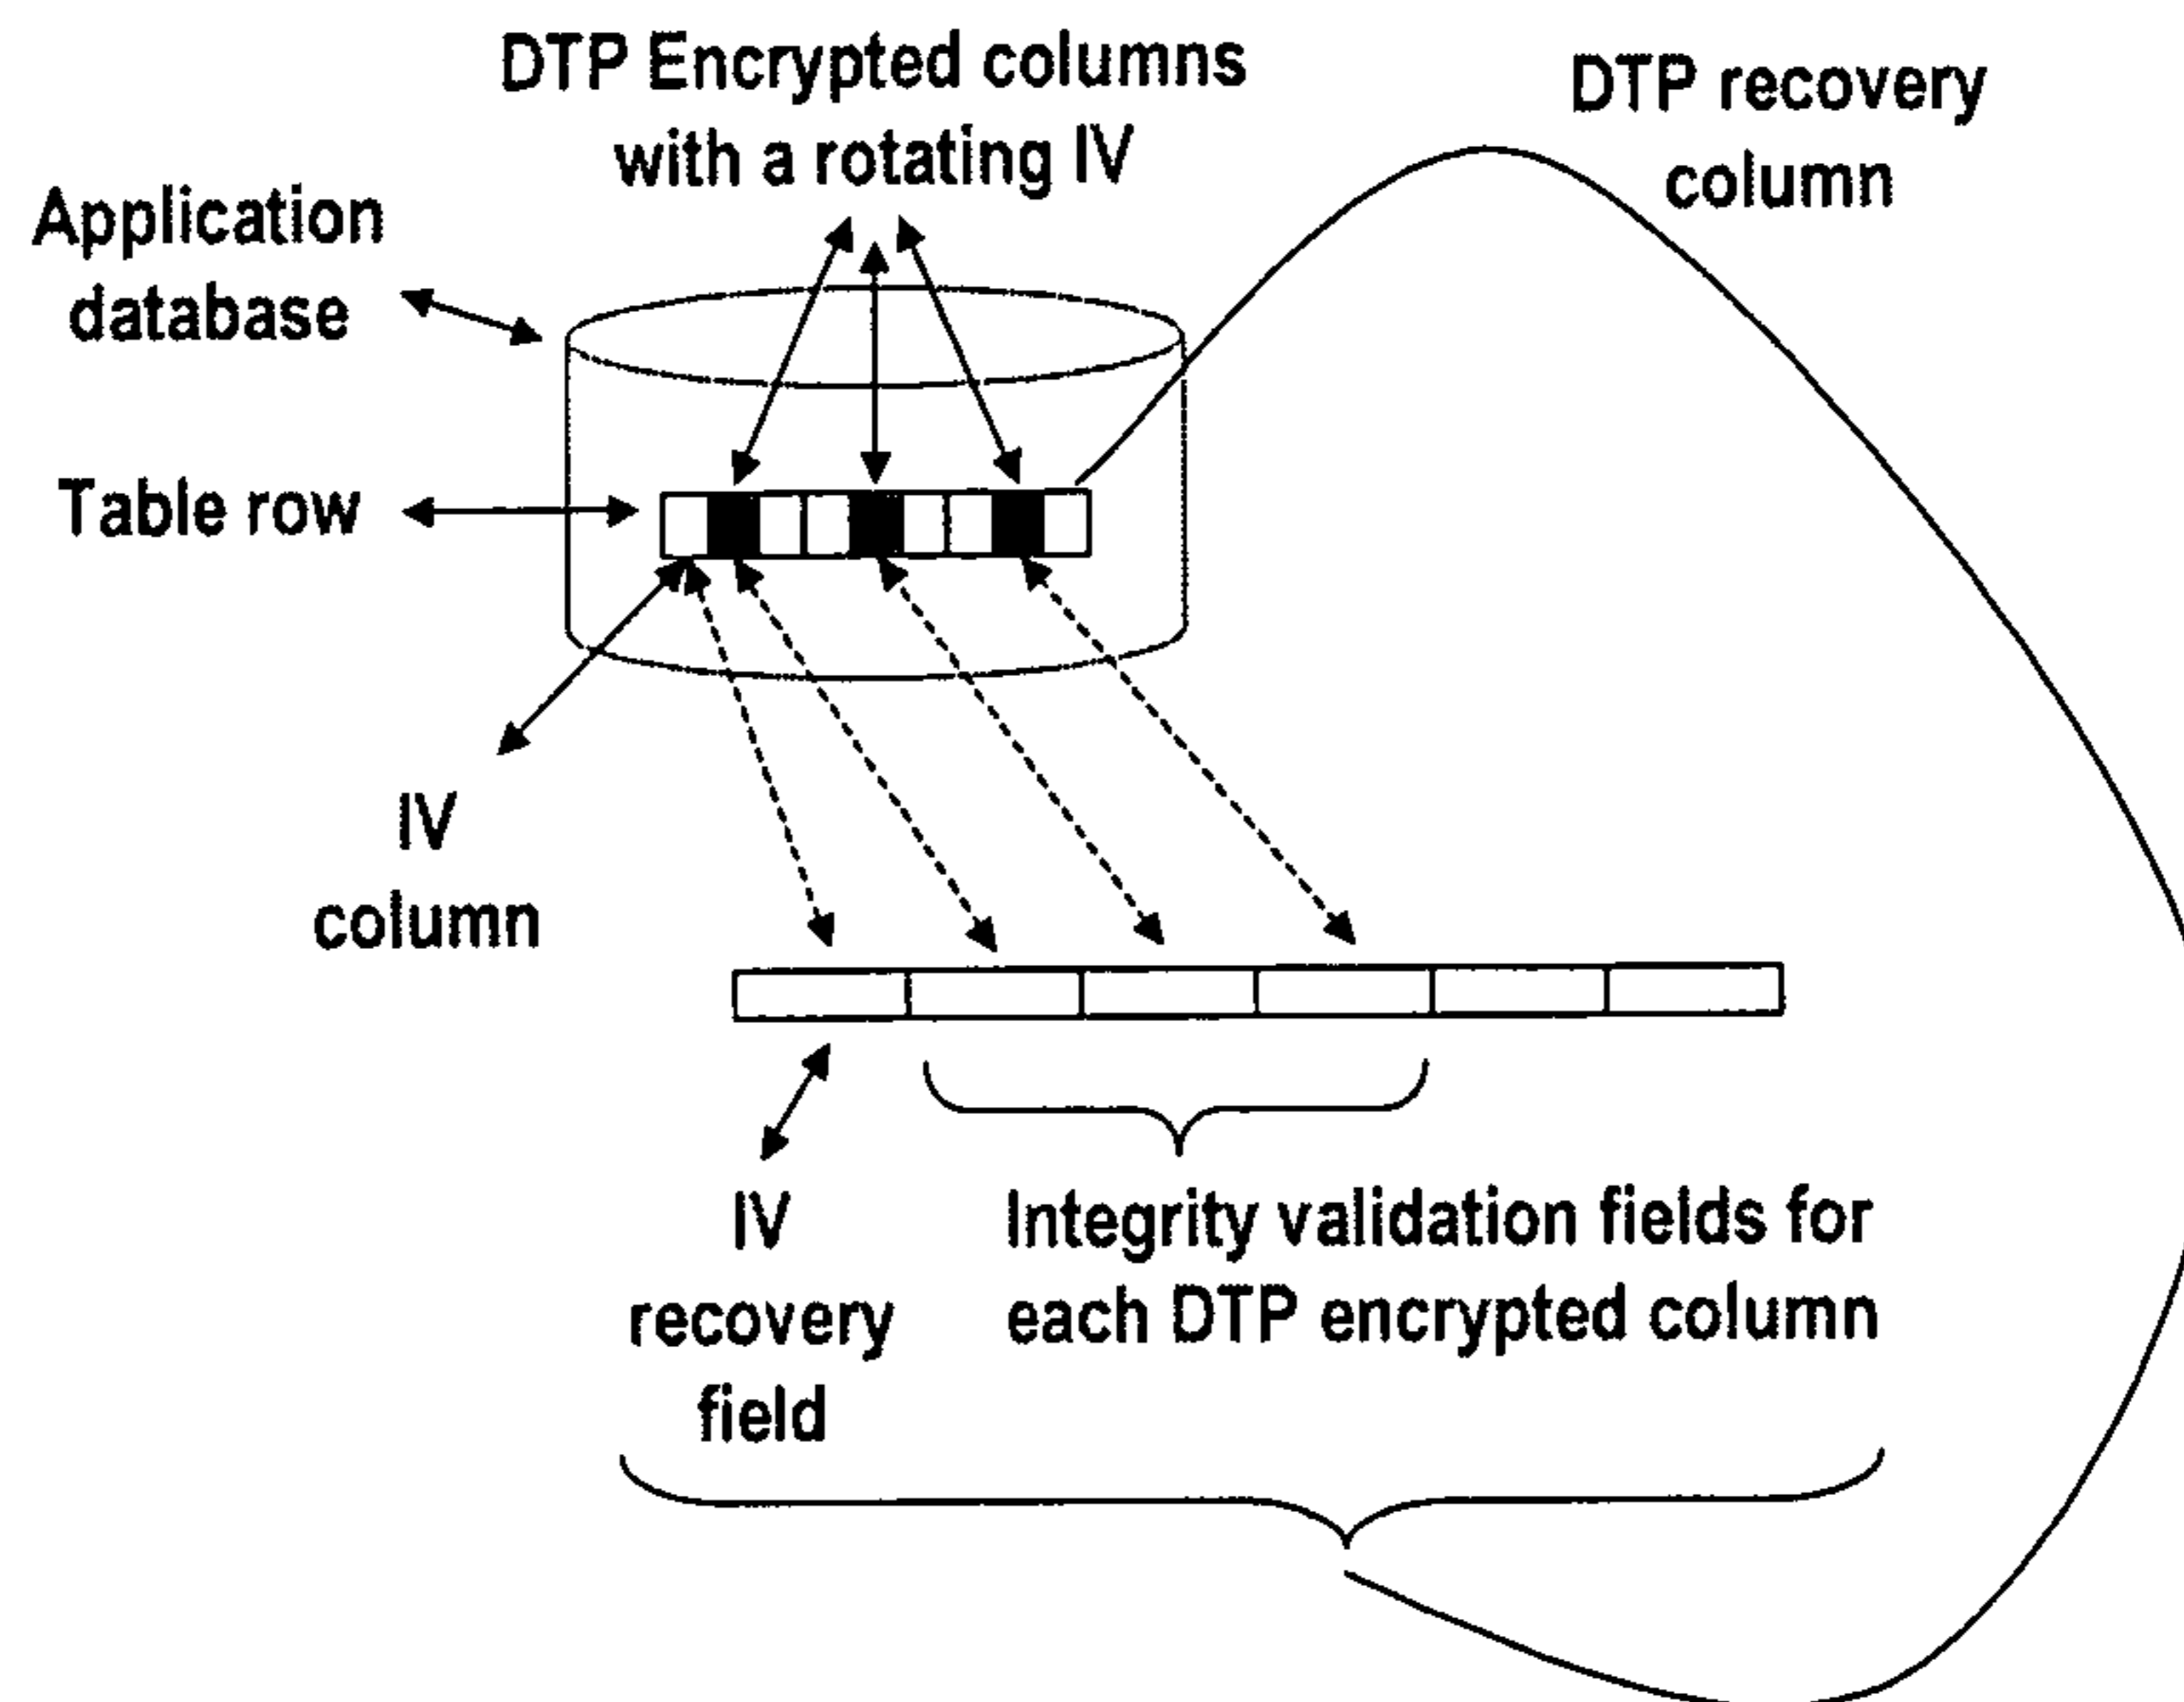 DTP Encrypted columns
with a rotating IV
DTP recovery
column
Application
database
Table row
IV
column
IV
recovery
field
Integrity validation fields for
each DTP encrypted column